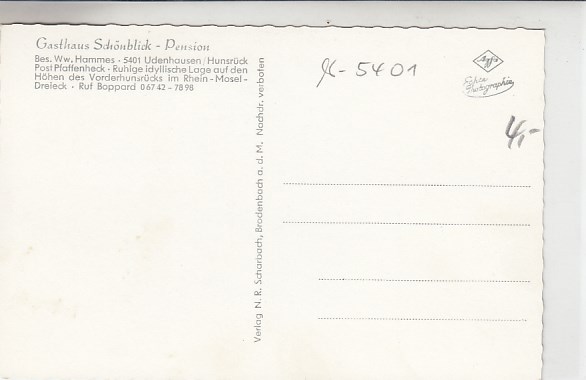 Gasthaus Schönblick - Pension
Bes. Ww. Hammes · 5401 Udenhausen/Hunsrück
Post Pfaffenheck · Ruhige idyllische Lage auf den
Höhen des Vorderhunsrücks im Rhein-Mosel-
Dreieck · Ruf Boppard 06742-7898
Verlag N. R. Scharbach, Brodenbach a. d. M. Nachdr. verboten
-5401
Agfa
Echte
Photographie
4,-